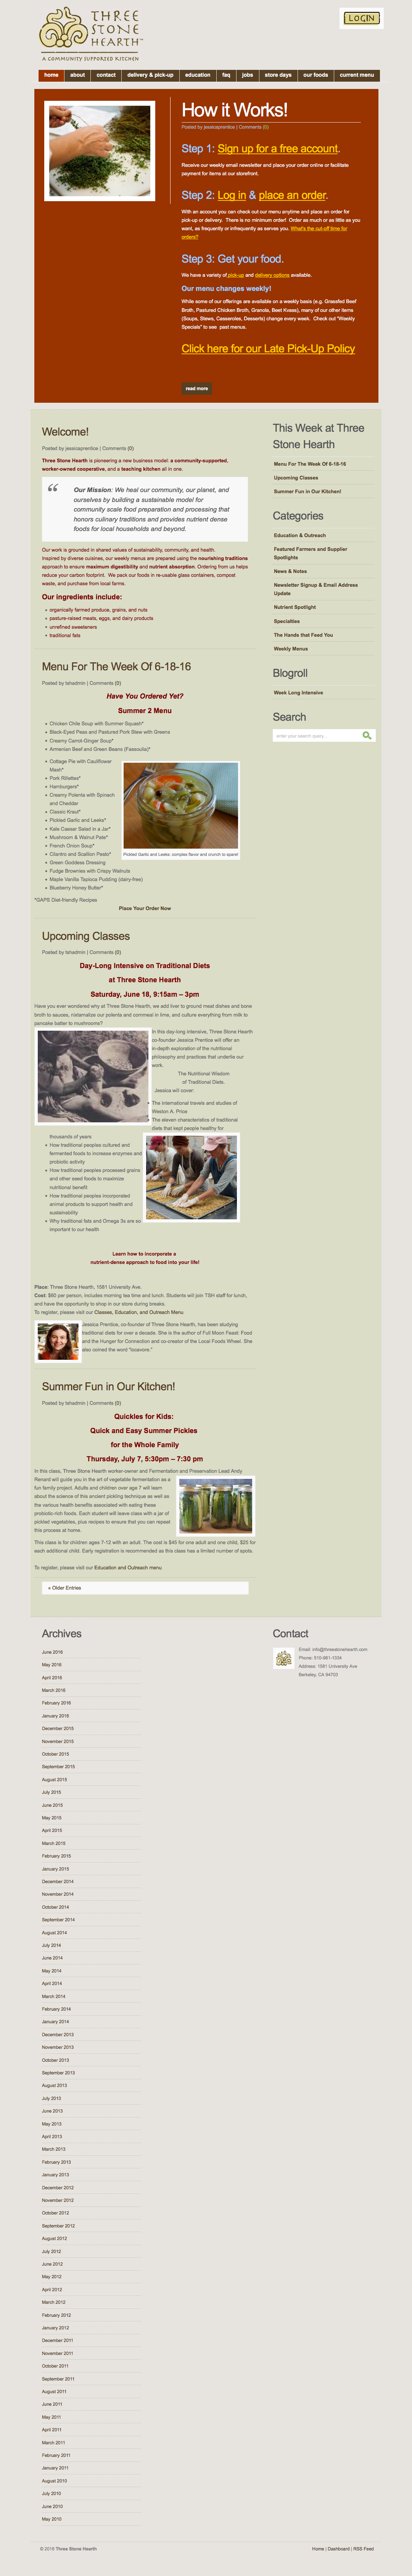 THREE
STONE
HEARTH™
A COMMUNITY SUPPORTED KITCHEN
LOGIN
home about contact delivery & pick-up education faq jobs store days our foods current menu
How it Works!
Posted by jessicaprentice | Comments (0)
Step 1: Sign up for a free account.
Receive our weekly email newsletter and place your order online or facilitate
payment for items at our storefront.
Step 2: Log in & place an order.
With an account you can check out our menu anytime and place an order for
pick-up or delivery. There is no minimum order! Order as much or as little as you
want, as frequently or infrequently as serves you. What's the cut-off time for
orders?
Step 3: Get your food.
We have a variety of pick-up and delivery options available.
Our menu changes weekly!
While some of our offerings are available on a weekly basis (e.g. Grassfed Beef
Broth, Pastured Chicken Broth, Granola, Beet Kvass), many of our other items
(Soups, Stews, Casseroles, Desserts) change every week. Check out "Weekly
Specials" to see past menus.
Click here for our Late Pick-Up Policy
read more
Welcome!
Posted by jessicaprentice | Comments (0)
Three Stone Hearth is pioneering a new business model: a community-supported,
worker-owned cooperative, and a teaching kitchen all in one.
Our Mission: We heal our community, our planet, and
ourselves by building a sustainable model for
community scale food preparation and processing that
honors culinary traditions and provides nutrient dense
foods for local households and beyond.
Our work is grounded in shared values of sustainability, community, and health.
Inspired by diverse cuisines, our weekly menus are prepared using the nourishing traditions
approach to ensure maximum digestibility and nutrient absorption. Ordering from us helps
reduce your carbon footprint. We pack our foods in re-usable glass containers, compost
waste, and purchase from local farms.
Our ingredients include:
organically farmed produce, grains, and nuts
pasture-raised meats, eggs, and dairy products
unrefined sweeteners
traditional fats
Menu For The Week Of 6-18-16
Posted by tshadmin | Comments (0)
Have You Ordered Yet?
Summer 2 Menu
Chicken Chile Soup with Summer Squash*
Black-Eyed Peas and Pastured Pork Stew with Greens
Creamy Carrot-Ginger Soup*
Armenian Beef and Green Beans (Faasoulia)*
Cottage Pie with Cauliflower
Mash*
Pork Rillettes*
Hamburgers*
Creamy Polenta with Spinach
and Cheddar
Classic Kraut*
Pickled Garlic and Leeks*
Kale Caesar Salad in a Jar*
Mushroom & Walnut Pate*
French Onion Soup*
Cilantro and Scallion Pesto*
Green Goddess Dressing
Fudge Brownies with Crispy Walnuts
Maple Vanilla Tapioca Pudding (dairy-free)
Blueberry Honey Butter*
Pickled Garlic and Leeks: complex flavor and crunch to spare!
*GAPS Diet-friendly Recipes
Place Your Order Now
Upcoming Classes
Posted by tshadmin | Comments (0)
Day-Long Intensive on Traditional Diets
at Three Stone Hearth
Saturday, June 18, 9:15am – 3pm
Have you ever wondered why at Three Stone Hearth, we add liver to ground meat dishes and bone
broth to sauces, nixtamalize our polenta and cornmeal in lime, and culture everything from milk to
pancake batter to mushrooms?
In this day-long intensive, Three Stone Hearth
co-founder Jessica Prentice will offer an
in-depth exploration of the nutritional
philosophy and practices that underlie our
work.
The Nutritional Wisdom
of Traditional Diets.
Jessica will cover:
The international travels and studies of
Weston A. Price
The eleven characteristics of traditional
diets that kept people healthy for
thousands of years
How traditional peoples cultured and
fermented foods to increase enzymes and
probiotic activity
How traditional peoples processed grains
and other seed foods to maximize
nutritional benefit
How traditional peoples incorporated
animal products to support health and
sustainability
Why traditional fats and Omega 3s are so
important to our health
Learn how to incorporate a
nutrient-dense approach to food into your life!
Place: Three Stone Hearth, 1581 University Ave.
Cost: $60 per person, includes morning tea time and lunch. Students will join TSH staff for lunch,
and have the opportunity to shop in our store during breaks.
To register, please visit our Classes, Education, and Outreach Menu
Jessica Prentice, co-founder of Three Stone Hearth, has been studying
traditional diets for over a decade. She is the author of Full Moon Feast: Food
and the Hunger for Connection and co-creator of the Local Foods Wheel. She
also coined the word "locavore."
Summer Fun in Our Kitchen!
Posted by tshadmin | Comments (0)
Quickles for Kids:
Quick and Easy Summer Pickles
for the Whole Family
Thursday, July 7, 5:30pm – 7:30 pm
In this class, Three Stone Hearth worker-owner and Fermentation and Preservation Lead Andy
Renard will guide you in the art of vegetable fermentation as a
fun family project. Adults and children over age 7 will learn
about the science of this ancient pickling technique as well as
the various health benefits associated with eating these
probiotic-rich foods. Each student will leave class with a jar of
pickled vegetables, plus recipes to ensure that you can repeat
this process at home.
This class is for children ages 7-12 with an adult. The cost is $45 for one adult and one child, $20 for
each additional child. Early registration is recommended as this class has a limited number of spots.
To register, please visit our Education and Outreach menu
« Older Entries
This Week at Three
Stone Hearth
Menu For The Week Of 6-18-16
Upcoming Classes
Summer Fun in Our Kitchen!
Categories
Education & Outreach
Featured Farmers and Supplier
Spotlights
News & Notes
Newsletter Signup & Email Address
Update
Nutrient Spotlight
Specialties
The Hands that Feed You
Weekly Menus
Blogroll
Week Long Intensive
Search
enter your search query...
Archives
June 2016
May 2016
April 2016
March 2016
February 2016
January 2016
December 2015
November 2015
October 2015
September 2015
August 2015
July 2015
June 2015
May 2015
April 2015
March 2015
February 2015
January 2015
December 2014
November 2014
October 2014
September 2014
August 2014
July 2014
June 2014
May 2014
April 2014
March 2014
February 2014
January 2014
December 2013
November 2013
October 2013
September 2013
August 2013
July 2013
June 2013
May 2013
April 2013
March 2013
February 2013
January 2013
December 2012
November 2012
October 2012
September 2012
August 2012
July 2012
June 2012
May 2012
April 2012
March 2012
February 2012
January 2012
December 2011
November 2011
October 2011
September 2011
August 2011
June 2011
May 2011
April 2011
March 2011
February 2011
January 2011
August 2010
July 2010
June 2010
May 2010
Contact
Email: info@threestonehearth.com
Phone: 510-981-1334
Address: 1581 University Ave
Berkeley, CA 94703
© 2016 Three Stone Hearth
Home | Dashboard | RSS Feed